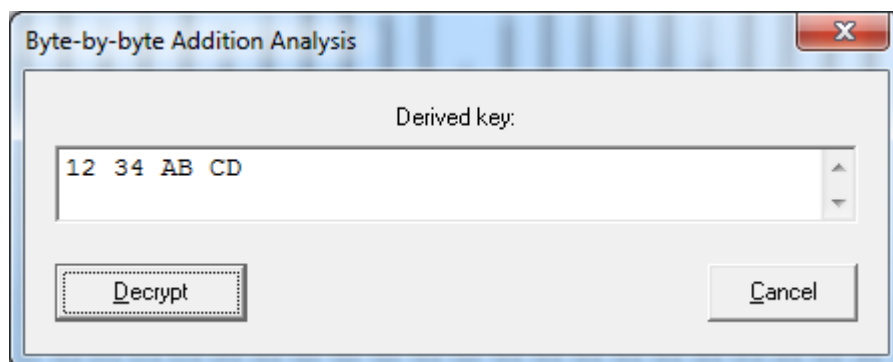 Byte-by-byte Addition Analysis
Derived key:
12 34 AB CD
Decrypt
Cancel